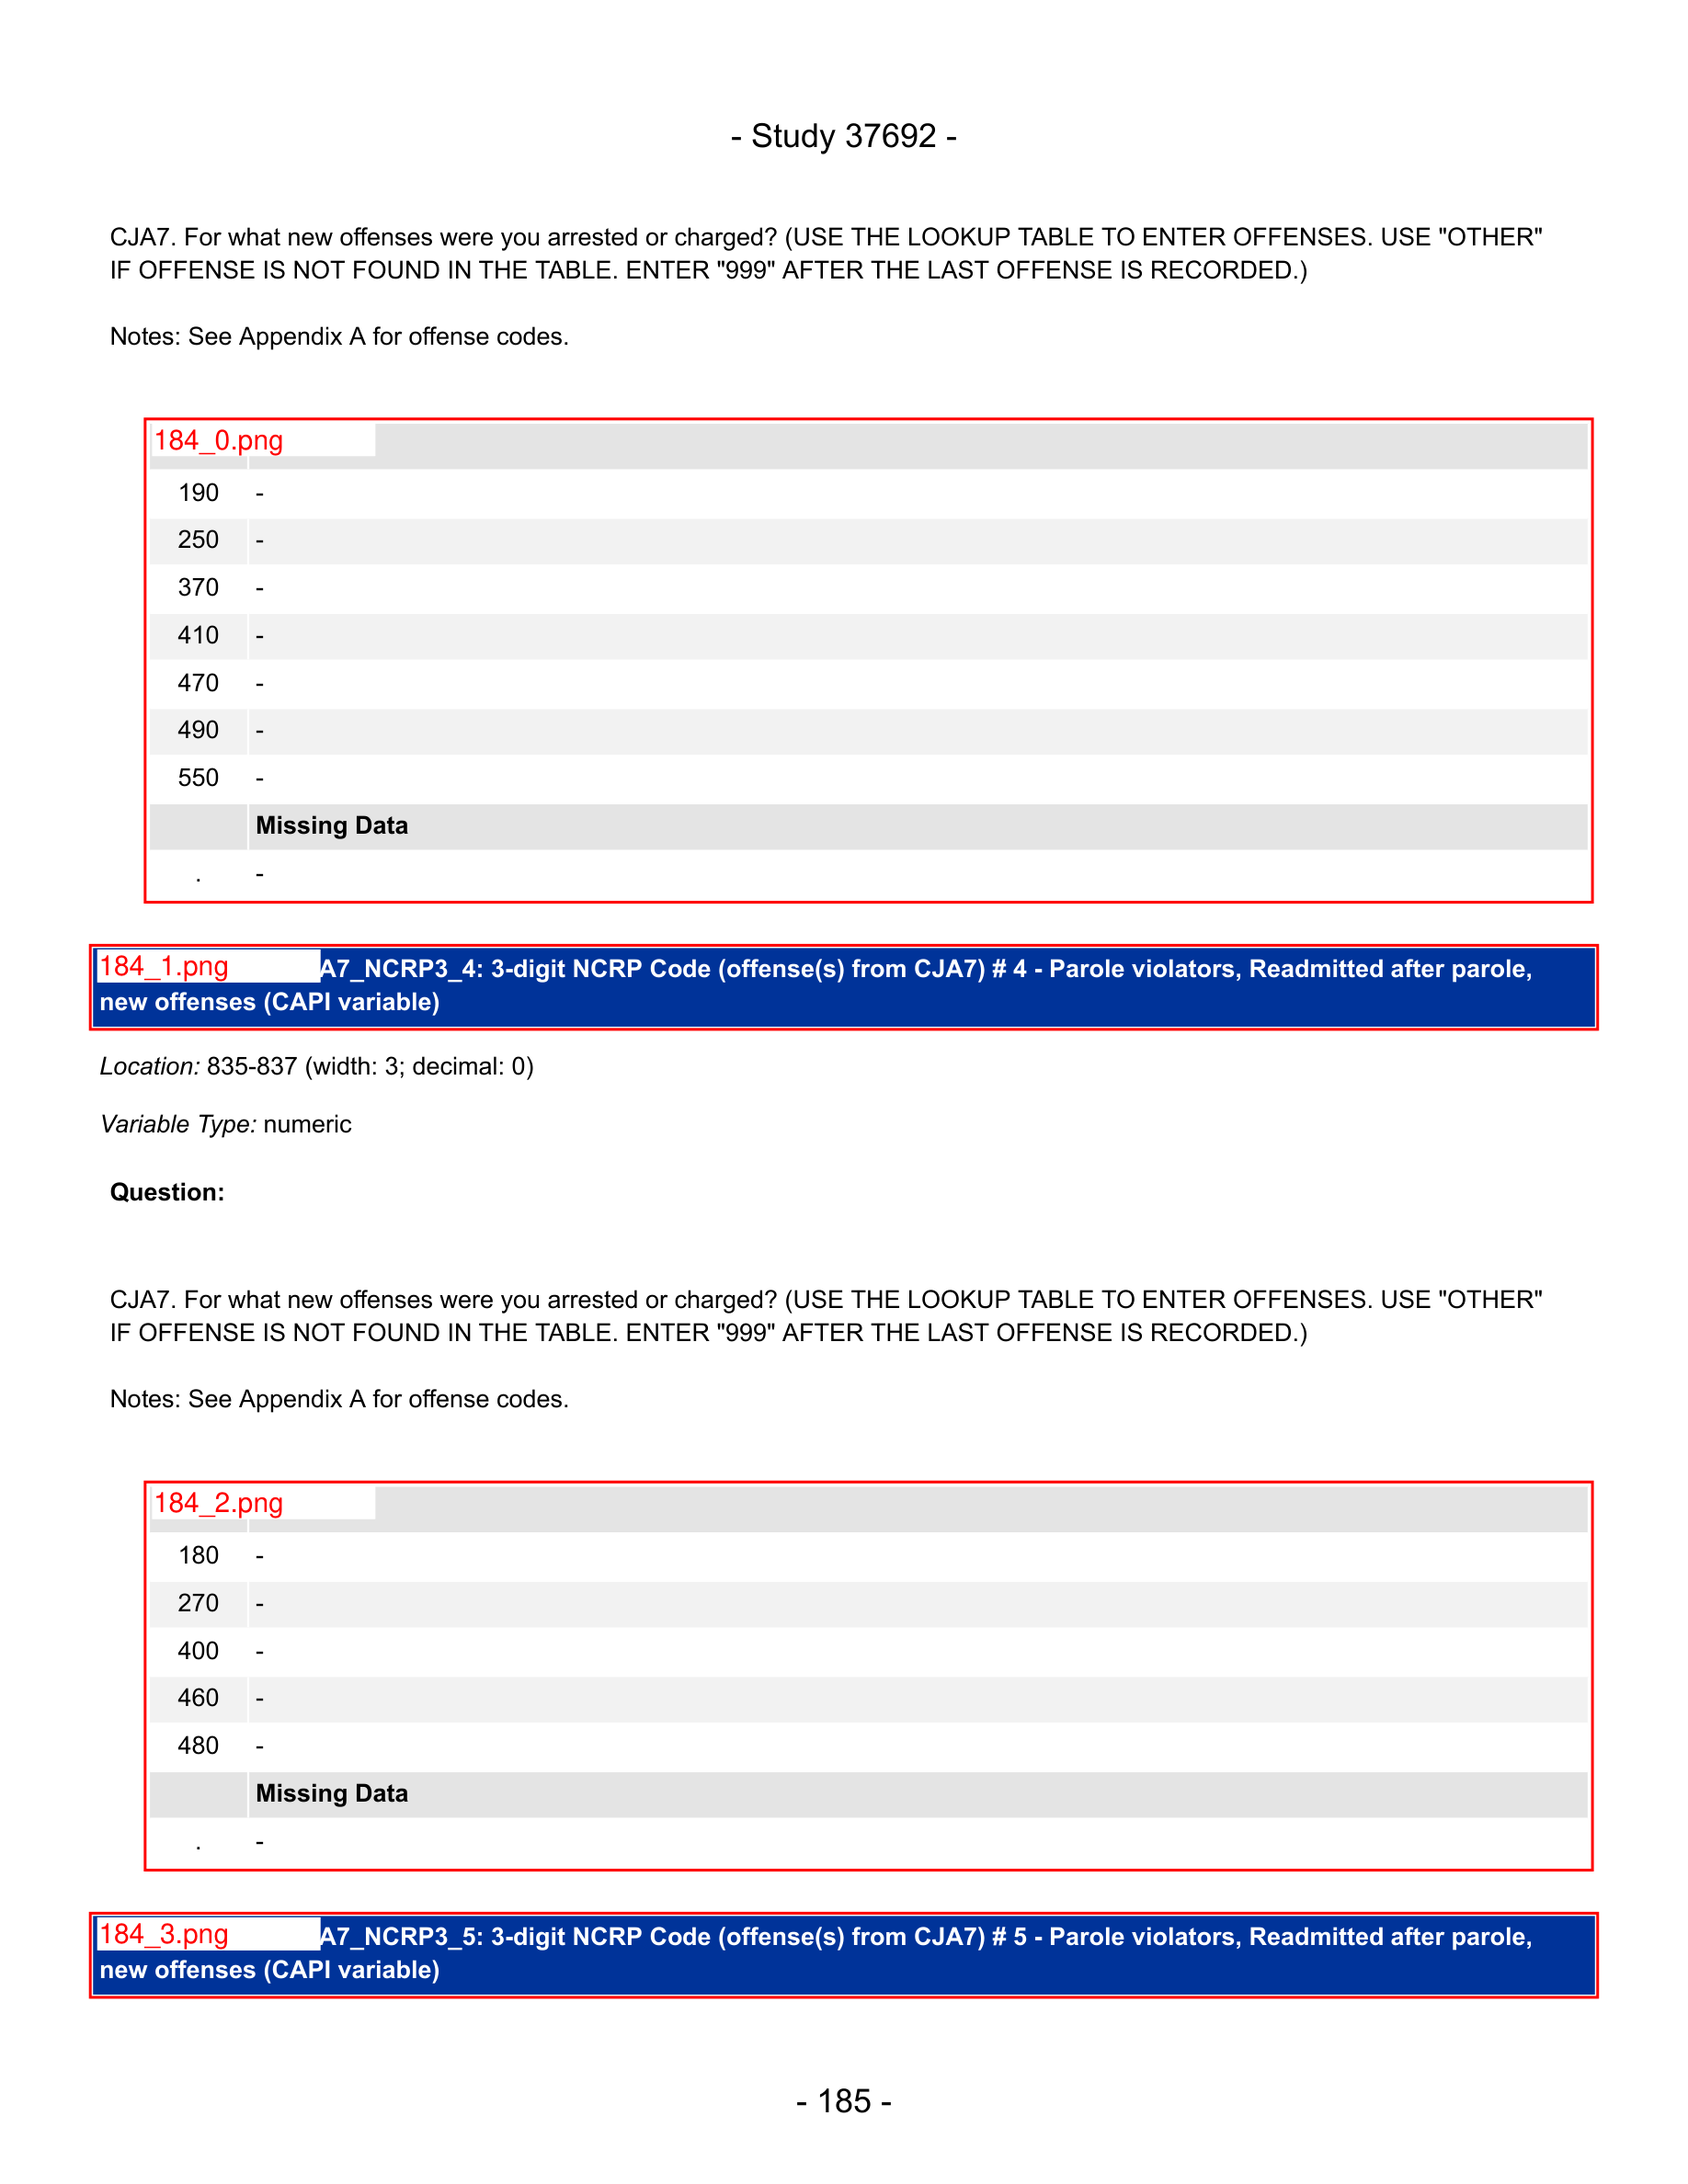 - Study 37692 -
CJA7. For what new offenses were you arrested or charged? (USE THE LOOKUP TABLE TO ENTER OFFENSES. USE "OTHER"
IF OFFENSE IS NOT FOUND IN THE TABLE. ENTER "999" AFTER THE LAST OFFENSE IS RECORDED.)
Notes: See Appendix A for offense codes.
184_0.png
190 -
250 -
370 -
410 -
470 -
490 -
550 -
Missing Data
. -
184_1.png A7_NCRP3_4: 3-digit NCRP Code (offense(s) from CJA7) # 4 - Parole violators, Readmitted after parole,
new offenses (CAPI variable)
Location: 835-837 (width: 3; decimal: 0)
Variable Type: numeric
Question:
CJA7. For what new offenses were you arrested or charged? (USE THE LOOKUP TABLE TO ENTER OFFENSES. USE "OTHER"
IF OFFENSE IS NOT FOUND IN THE TABLE. ENTER "999" AFTER THE LAST OFFENSE IS RECORDED.)
Notes: See Appendix A for offense codes.
184_2.png
180 -
270 -
400 -
460 -
480 -
Missing Data
. -
184_3.png A7_NCRP3_5: 3-digit NCRP Code (offense(s) from CJA7) # 5 - Parole violators, Readmitted after parole,
new offenses (CAPI variable)
- 185 -